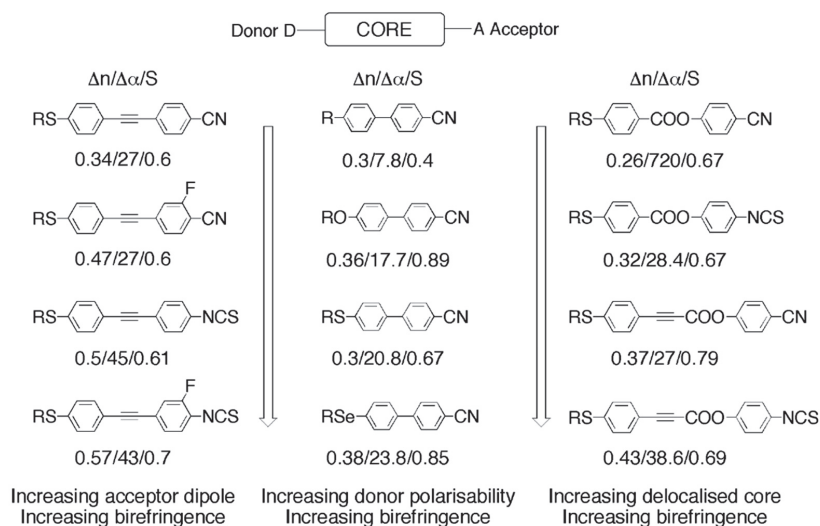 Donor D
CORE
A Acceptor
Δn/Δα/S
RS
CN
0.34/27/0.6
F
RS
CN
0.47/27/0.6
RS
NCS
0.5/45/0.61
F
RS
NCS
0.57/43/0.7
Increasing acceptor dipole
Increasing birefringence
Δn/Δα/S
R
CN
0.3/7.8/0.4
RO
CN
0.36/17.7/0.89
RS
CN
0.3/20.8/0.67
RSe
CN
0.38/23.8/0.85
Increasing donor polarisability
Increasing birefringence
Δn/Δα/S
RS
COO
CN
0.26/720/0.67
RS
COO
NCS
0.32/28.4/0.67
RS
COO
CN
0.37/27/0.79
RS
COO
NCS
0.43/38.6/0.69
Increasing delocalised core
Increasing birefringence